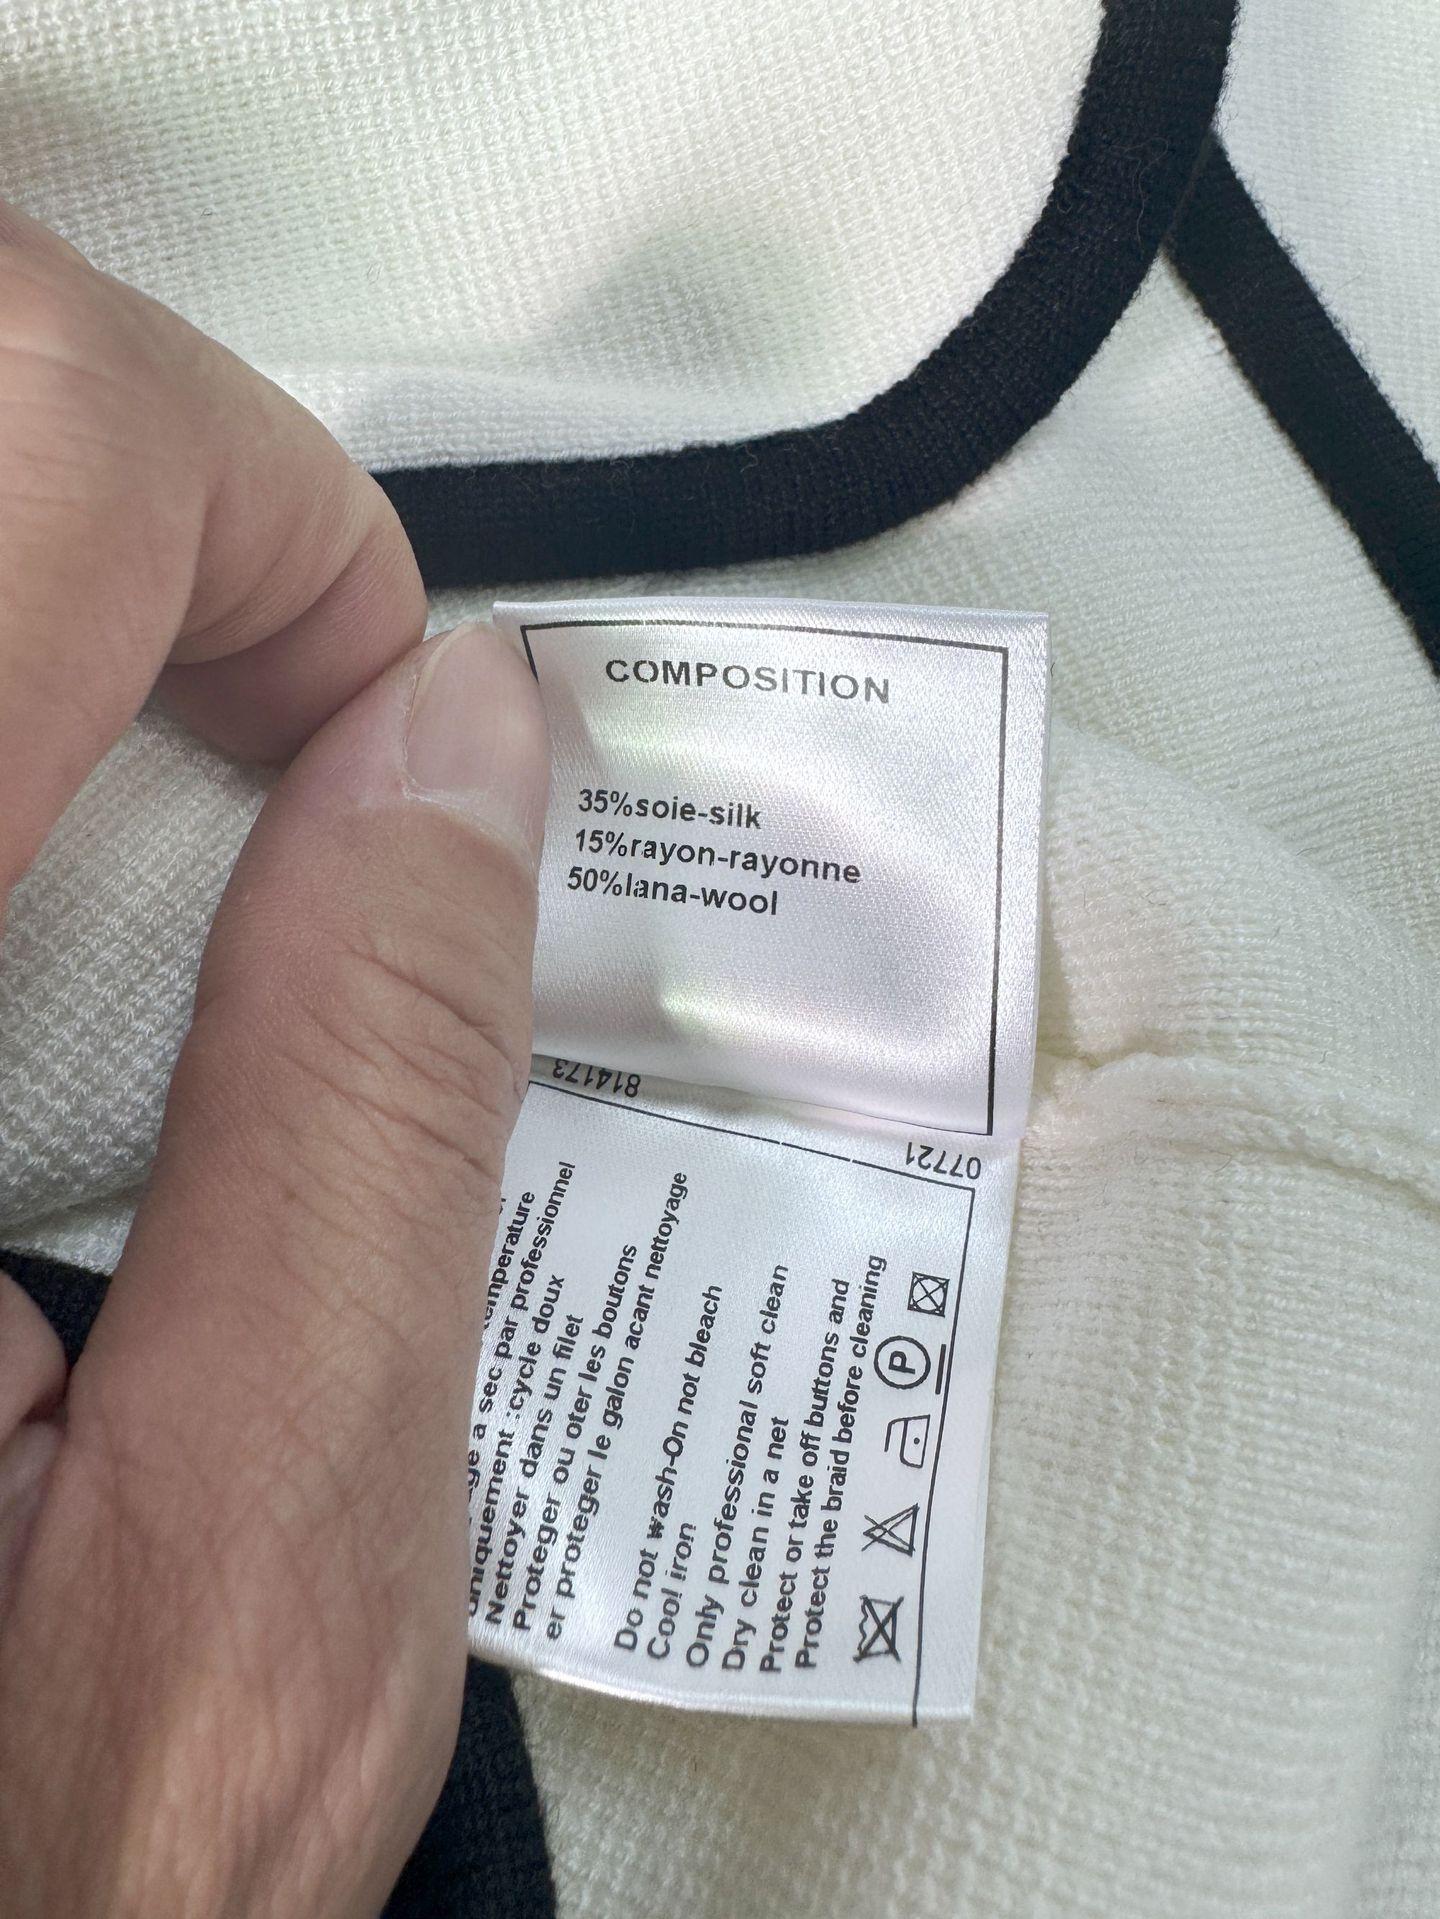 COMPOSITION
35%soie-silk
15%rayon-rayonne
50%lana-wool
814173
07721
temperature
a sec par professionnel
uniquement :cycle doux
Nettoyer dans un filet
Proteger ou oter les boutons
er proteger le galon acant nettoyage
Do not wash-On not bleach
Cool iron
Only professional soft clean
Dry clean in a net
Protect or take off buttons and
Protect the braid before cleaning
P